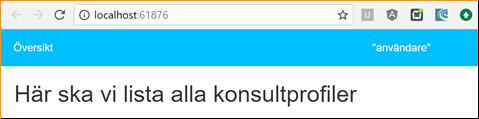 localhost:61876
Översikt "användare"
Här ska vi lista alla konsultprofiler